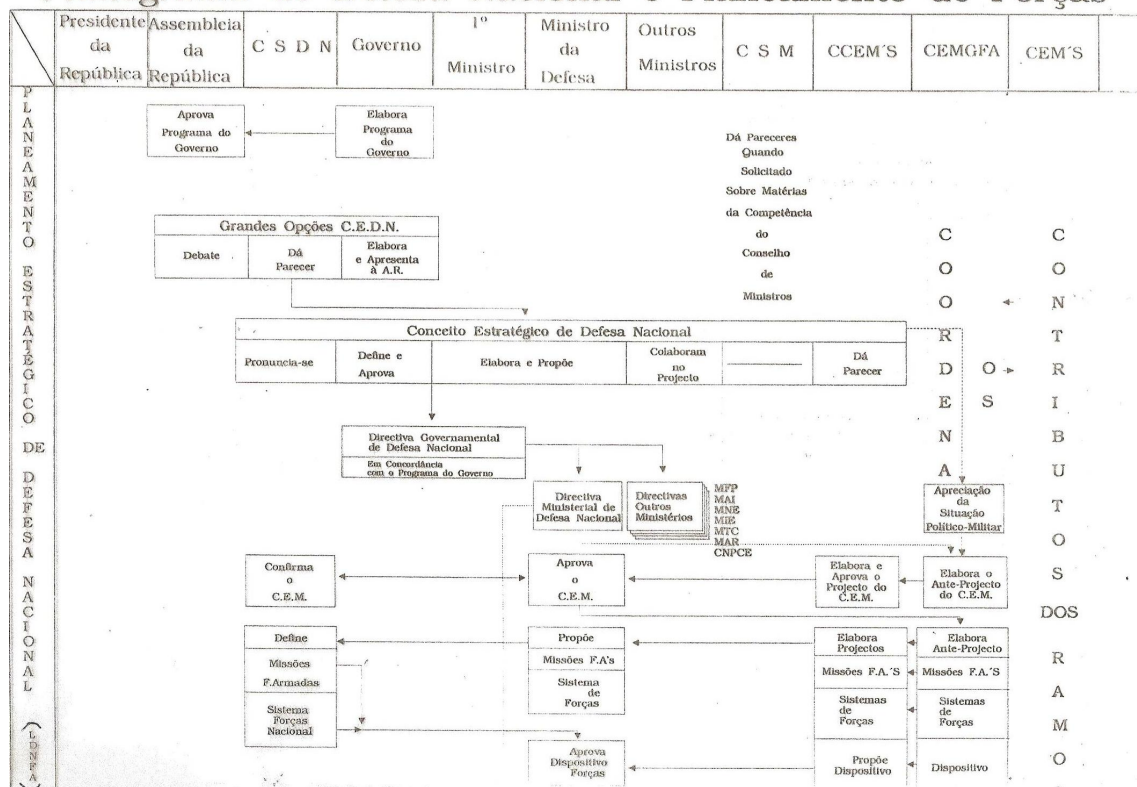 Planeamento de Forças
Presidente
da
República
Assembleia
da
República
C S D N
Governo
1º
Ministro
Ministro
da
Defesa
Outros
Ministros
C S M
CCEM´S
CEMGFA
CEM´S
PLANEAMENTO ESTRATÉGICO DE DEFESA NACIONAL (LDNFA)
Aprova
Programa do
Governo
Elabora
Programa
do
Governo
Dá Pareceres
Quando
Solicitado
Sobre Matérias
da Competência
do
Conselho
de
Ministros
Grandes Opções C.E.D.N.
Debate
Dá
Parecer
Elabora
e Apresenta
à A.R.
Conceito Estratégico de Defesa Nacional
Pronuncia-se
Define e
Aprova
Elabora e Propõe
Colaboram
no
Projecto
Dá
Parecer
COORDENA
OS
CONTRIBUTOS
DOS
RAMO
Directiva Governamental
de Defesa Nacional
Em Concordância
com o Programa do Governo
Directiva
Ministerial de
Defesa Nacional
Directivas
Outros
Ministérios
MFP
MAI
MNE
MIE
MTC
MAR
CNPCE
Apreciação
da
Situação
Político-Militar
Confirma
o
C.E.M.
Aprova
o
C.E.M.
Elabora e
Aprova o
Projecto do
C.E.M.
Elabora o
Ante-Projecto
do C.E.M.
Define
Missões
F.Armadas
Sistema
Forças
Nacional
Propõe
Missões F.A's
Sistema
de
Forças
Elabora
Projectos
Missões F.A.´S
Sistemas
de
Forças
Elabora
Ante-Projecto
Missões F.A.´S
Sistemas
de
Forças
Aprova
Dispositivo
Forças
Propõe
Dispositivo
Dispositivo